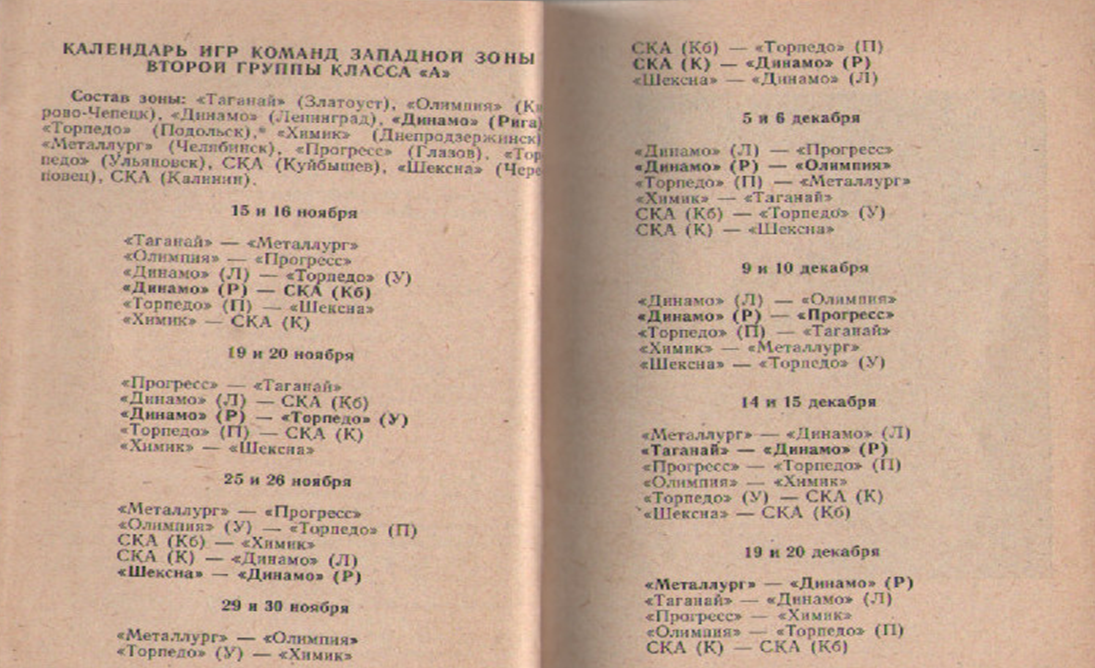 КАЛЕНДАРЬ ИГР КОМАНД ЗАПАДНОЙ ЗОНЫ
ВТОРОЙ ГРУППЫ КЛАССА «А»
Состав зоны: «Таганай» (Златоуст), «Олимпия» (Ки
рово-Чепецк), «Динамо» (Ленинград), «Динамо» (Рига)
«Торпедо» (Подольск),* «Химик» (Днепродзержинск)
«Металлург» (Челябинск), «Прогресс» (Глазов), «Тор
педо» (Ульяновск), СКА (Куйбышев), «Шексна» (Чере
повец), СКА (Калинин).
15 и 16 ноября
«Таганай» — «Металлург»
«Олимпия» — «Прогресс»
«Динамо» (Л) — «Торпедо» (У)
«Динамо» (Р) — СКА (Кб)
«Торпедо» (П) — «Шексна»
«Химик» — СКА (К)
19 и 20 ноября
«Прогресс» — «Таганай»
«Динамо» (Л) — СКА (Кб)
«Динамо» (Р) — «Торпедо» (У)
«Торпедо» (П) — СКА (К)
«Химик» — «Шексна»
25 и 26 ноября
«Металлург» — «Прогресс»
«Олимпия» (У) — «Торпедо» (П)
СКА (Кб) — «Химик»
СКА (К) — «Динамо» (Л)
«Шексна» — «Динамо» (Р)
29 и 30 ноября
«Металлург» — «Олимпия»
«Торпедо» (У) — «Химик»
СКА (Кб) — «Торпедо» (П)
СКА (К) — «Динамо» (Р)
«Шексна» — «Динамо» (Л)
5 и 6 декабря
«Динамо» (Л) — «Прогресс»
«Динамо» (Р) — «Олимпия»
«Торпедо» (П) — «Металлург»
«Химик» — «Таганай»
СКА (Кб) — «Торпедо» (У)
СКА (К) — «Шексна»
9 и 10 декабря
«Динамо» (Л) — «Олимпия»
«Динамо» (Р) — «Прогресс»
«Торпедо» (П) — «Таганай»
«Химик» — «Металлург»
«Шексна» — «Торпедо» (У)
14 и 15 декабря
«Металлург» — «Динамо» (Л)
«Таганай» — «Динамо» (Р)
«Прогресс» — «Торпедо» (П)
«Олимпия» — «Химик»
«Торпедо» (У) — СКА (К)
«Шексна» — СКА (Кб)
19 и 20 декабря
«Металлург» — «Динамо» (Р)
«Таганай» — «Динамо» (Л)
«Прогресс» — «Химик»
«Олимпия» — «Торпедо» (П)
СКА (К) — СКА (Кб)